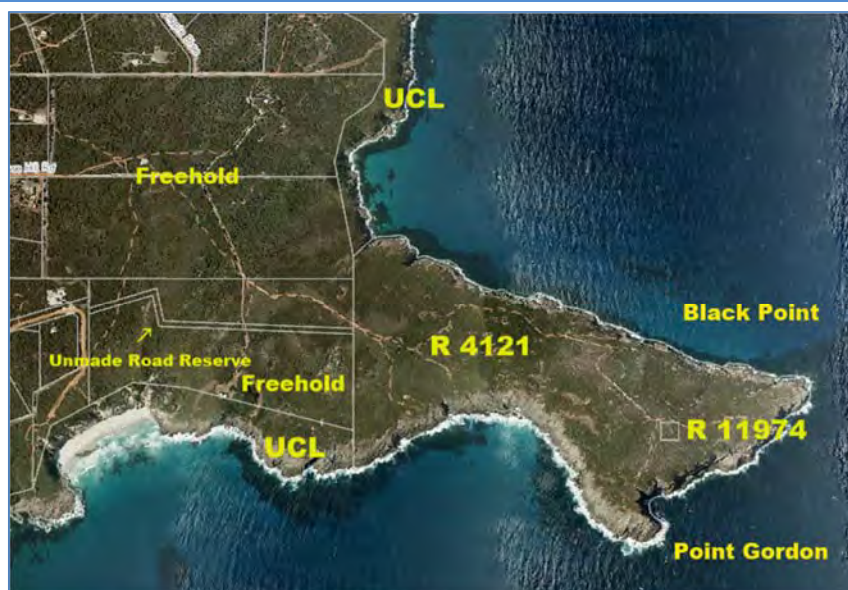 UCL
Freehold
Black Point
R 4121
Unmade Road Reserve
Freehold
R 11974
UCL
Point Gordon